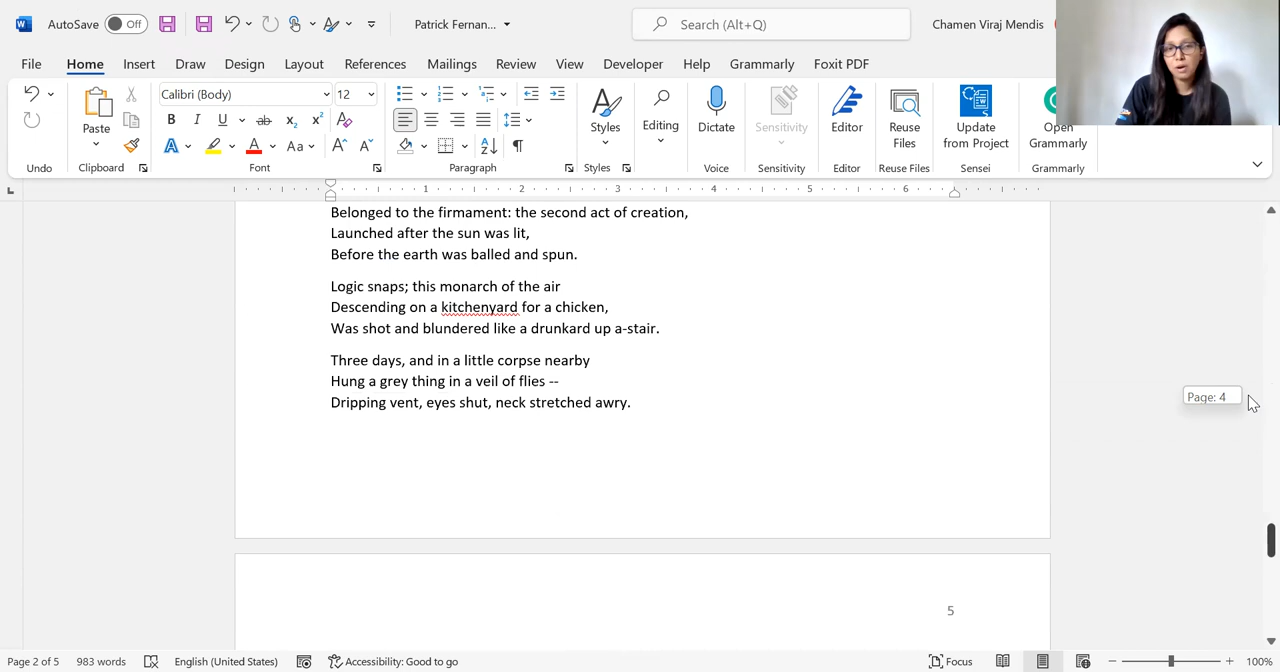 AutoSave Off Patrick Fernan... Search (Alt+Q) Chamen Viraj Mendis
File Home Insert Draw Design Layout References Mailings Review View Developer Help Grammarly Foxit PDF
Calibri (Body) 12
Paste Styles Editing Dictate Sensitivity Editor Reuse Files Update from Project Open Grammarly
Undo Clipboard Font Paragraph Styles Voice Sensitivity Editor Reuse Files Sensei Grammarly
1 2 3 4 5 6
Belonged to the firmament: the second act of creation,
Launched after the sun was lit,
Before the earth was balled and spun.
Logic snaps; this monarch of the air
Descending on a kitchenyard for a chicken,
Was shot and blundered like a drunkard up a-stair.
Three days, and in a little corpse nearby
Hung a grey thing in a veil of flies --
Dripping vent, eyes shut, neck stretched awry.
Page: 4
5
Page 2 of 5 983 words English (United States) Accessibility: Good to go Focus 100%